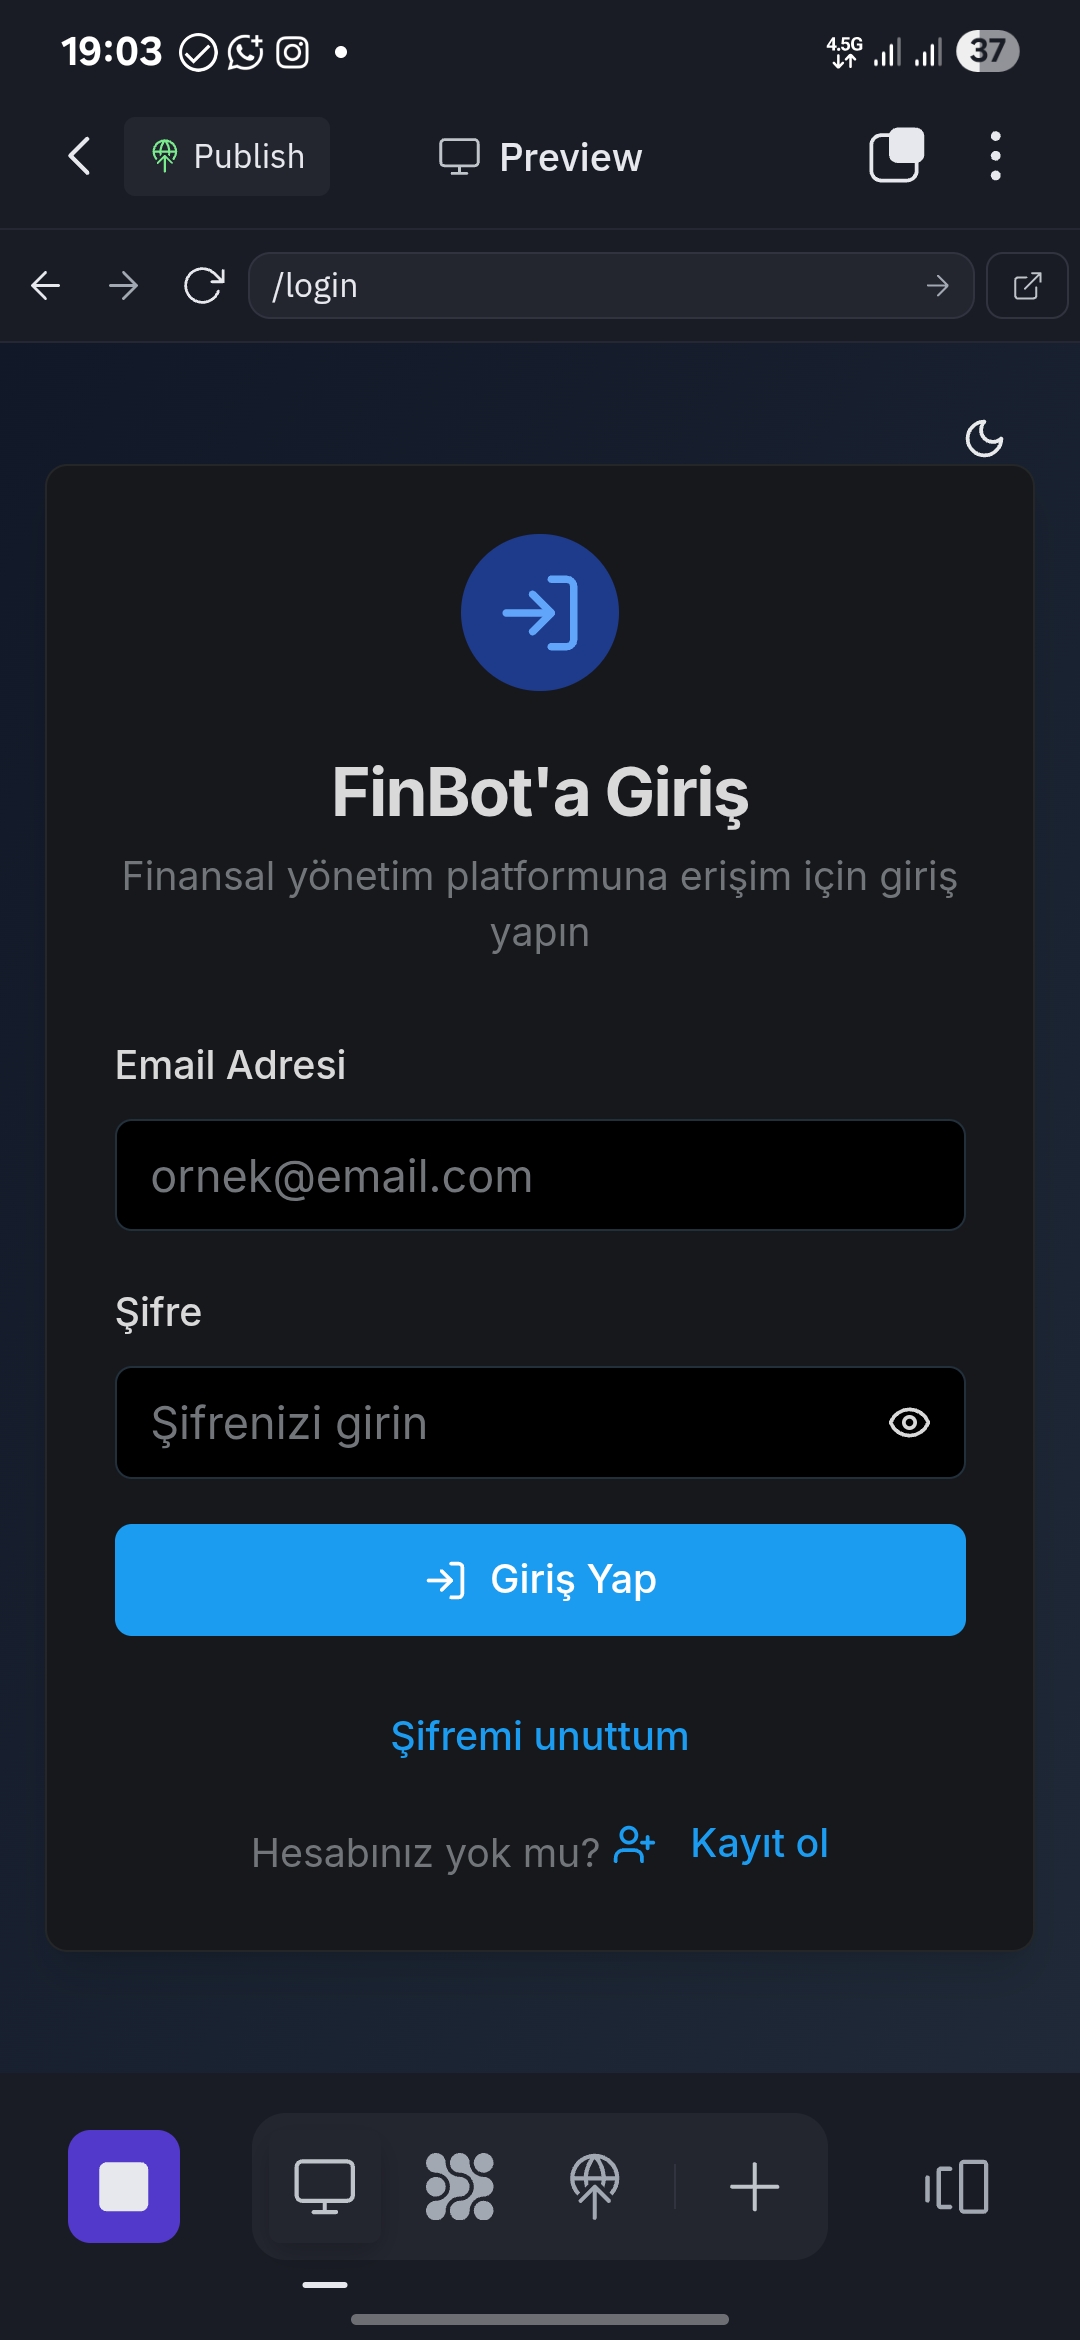 19:03
4.5G
37
Publish
Preview
/login
FinBot'a Giriş
Finansal yönetim platformuna erişim için giriş
yapın
Email Adresi
ornek@email.com
Şifre
Şifrenizi girin
Giriş Yap
Şifremi unuttum
Hesabınız yok mu? Kayıt ol